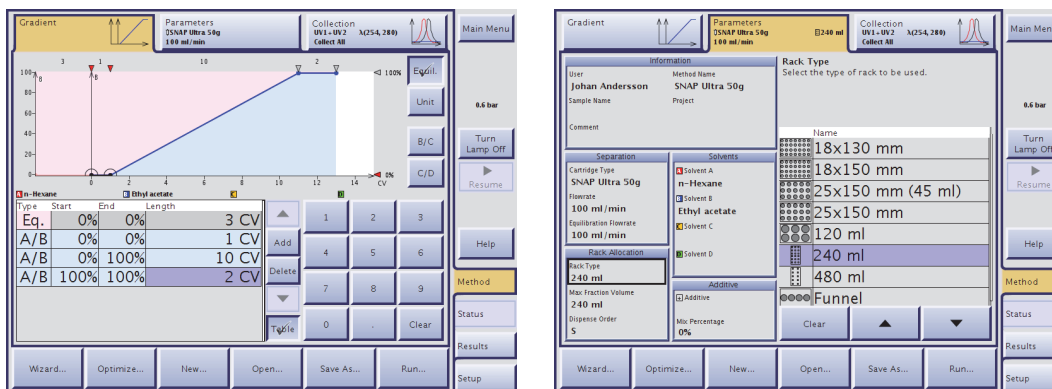 Gradient
Parameters
SNAP Ultra 50g
100 ml/min
Collection
UV1+UV2 λ(254, 280)
Collect All
Main Menu
3 1 10 2
100% B B 100%
80-
60-
40-
20-
0%
0 2 4 6 8 10 12 14 CV
Equil.
Unit
B/C
C/D
0.6 bar
Turn
Lamp Off
Resume
Help
Method
Status
Results
Setup
A n-Hexane B Ethyl acetate C D
Type Start End Length
Eq. 0% 0% 3 CV
A/B 0% 0% 1 CV
A/B 0% 100% 10 CV
A/B 100% 100% 2 CV
Add
Delete
Table
1 2 3
4 5 6
7 8 9
0 . Clear
Wizard... Optimize... New... Open... Save As... Run...
Gradient
Parameters
SNAP Ultra 50g 240 ml
100 ml/min
Collection
UV1+UV2 λ(254, 280)
Collect All
Main Men
Information
User
Johan Andersson
Method Name
SNAP Ultra 50g
Sample Name
Project
Comment
Separation
Cartridge Type
SNAP Ultra 50g
Flowrate
100 ml/min
Equilibration Flowrate
100 ml/min
Solvents
A Solvent A
n-Hexane
B Solvent B
Ethyl acetate
C Solvent C
D Solvent D
Rack Allocation
Rack Type
240 ml
Max Fraction Volume
240 ml
Dispense Order
S
Additive
Additive
Mix Percentage
0%
Rack Type
Select the type of rack to be used.
Name
18x130 mm
18x150 mm
25x150 mm (45 ml)
25x150 mm
120 ml
240 ml
480 ml
Funnel
Clear
0.6 bar
Turn
Lamp Off
Resume
Help
Method
Status
Results
Setup
Wizard... Optimize... New... Open... Save As... Run...